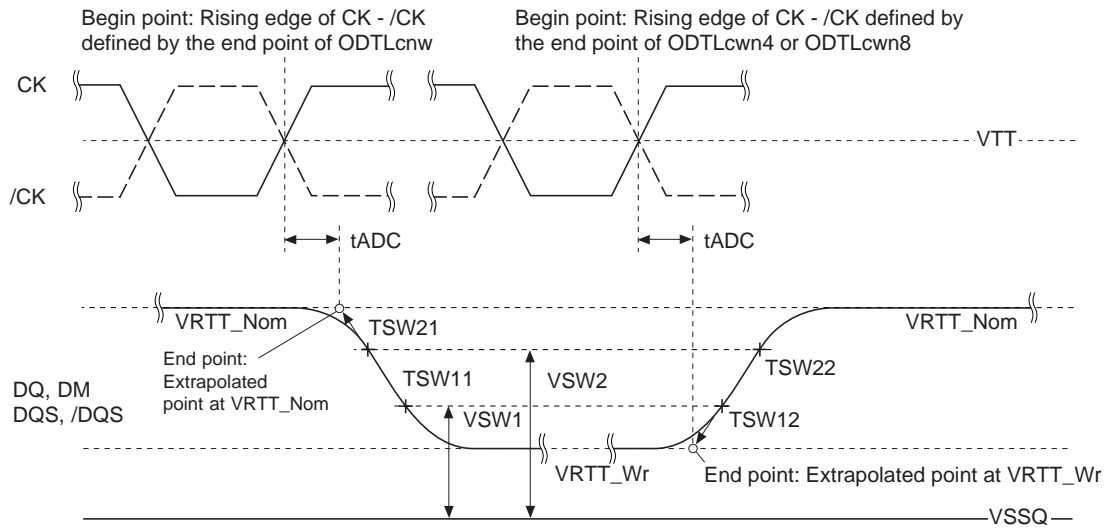 Begin point: Rising edge of CK - /CK
defined by the end point of ODTLcnw
Begin point: Rising edge of CK - /CK defined by
the end point of ODTLcwn4 or ODTLcwn8
CK
VTT
/CK
tADC
tADC
VRTT_Nom
TSW21
VRTT_Nom
End point:
Extrapolated
point at VRTT_Nom
TSW22
DQ, DM
DQS, /DQS
TSW11
VSW2
VSW1
TSW12
VRTT_Wr
End point: Extrapolated point at VRTT_Wr
VSSQ